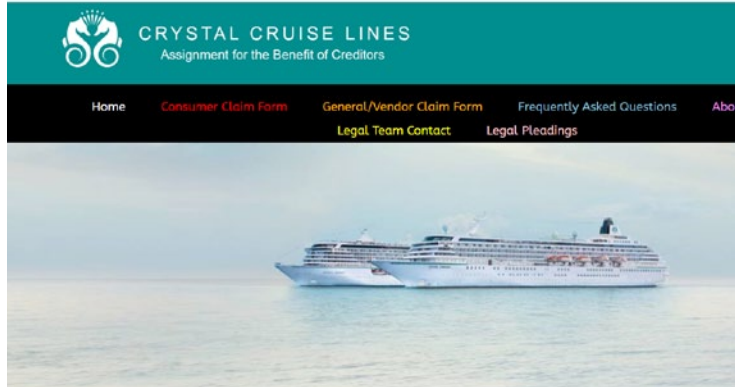 CRYSTAL CRUISE LINES
Assignment for the Benefit of Creditors
Home Consumer Claim Form General/Vendor Claim Form Frequently Asked Questions Abo
Legal Team Contact Legal Pleadings